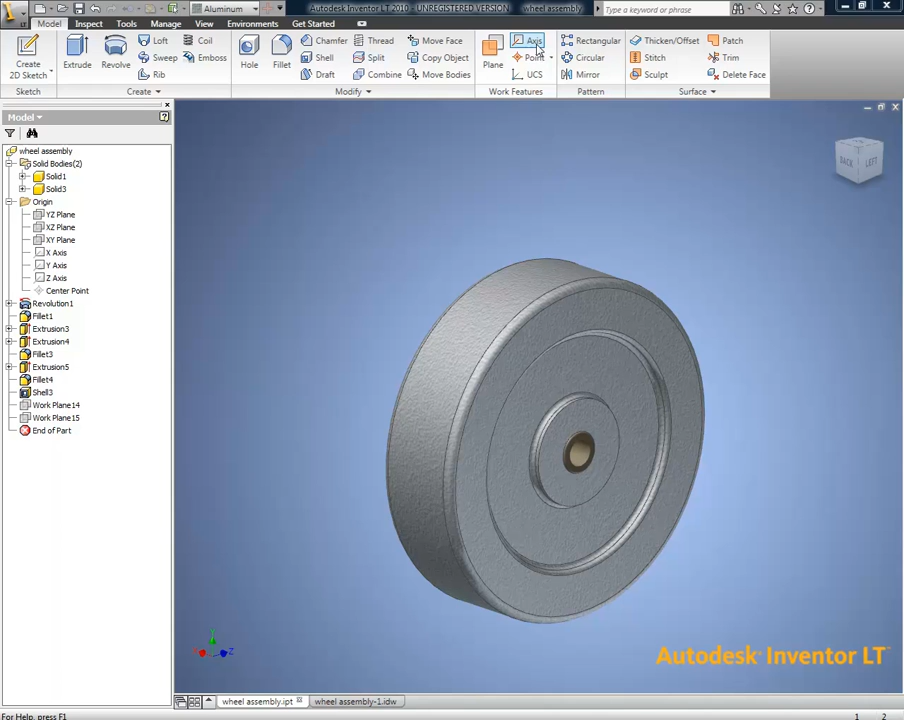 Aluminum
Autodesk Inventor LT 2010 - UNREGISTERED VERSION wheel assembly
Type a keyword or phrase
LT
Model Inspect Tools Manage View Environments Get Started
Create
2D Sketch
Extrude
Revolve
Loft
Sweep
Rib
Coil
Emboss
Hole
Fillet
Chamfer
Shell
Draft
Thread
Split
Combine
Move Face
Copy Object
Move Bodies
Plane
Axis
Point
UCS
Rectangular
Circular
Mirror
Thicken/Offset
Stitch
Sculpt
Patch
Trim
Delete Face
Sketch Create Modify Work Features Pattern Surface
Model
wheel assembly
Solid Bodies(2)
Solid1
Solid3
Origin
YZ Plane
XZ Plane
XY Plane
X Axis
Y Axis
Z Axis
Center Point
Revolution1
Fillet1
Extrusion3
Extrusion4
Fillet3
Extrusion5
Fillet4
Shell3
Work Plane14
Work Plane15
End of Part
BACK LEFT
Z
Autodesk Inventor LT™
wheel assembly.ipt wheel assembly-1.idw
For Help, press F1 1 2